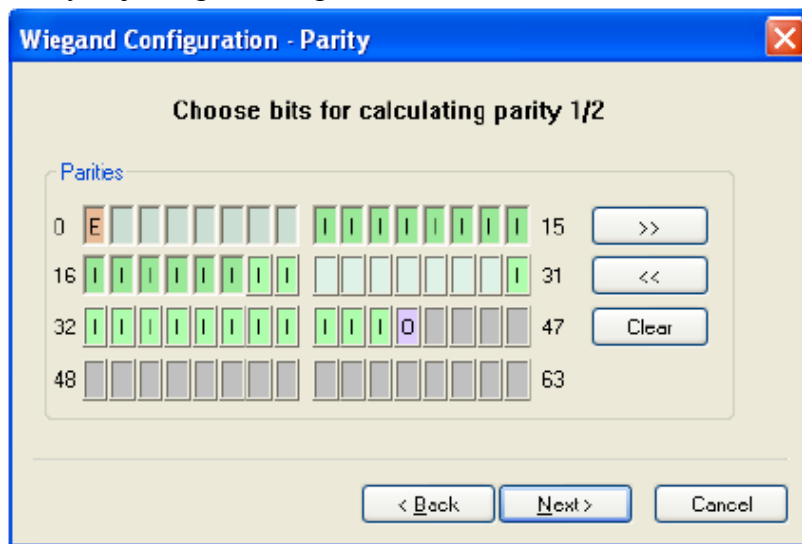 Wiegand Configuration - Parity
Choose bits for calculating parity 1/2
Parities
0 E I I I I I I I I 15 >>
16 I I I I I I I I I 31 <<
32 I I I I I I I I I I I O 47 Clear
48 63
< Back Next > Cancel